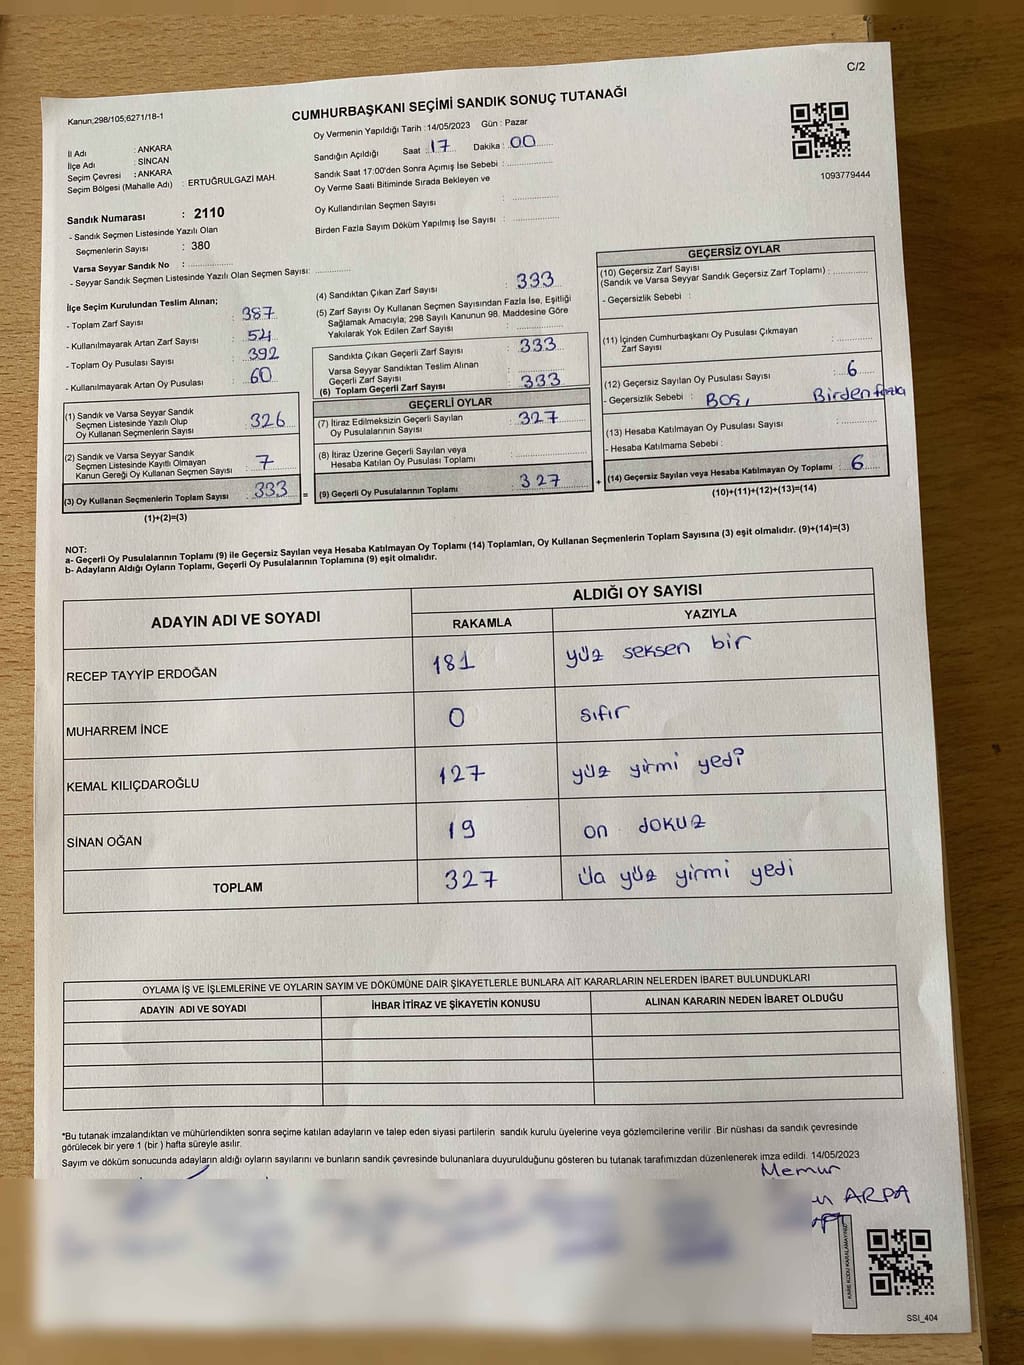 C/2
Kanun;298/105;6271/18-1
CUMHURBAŞKANI SEÇİMİ SANDIK SONUÇ TUTANAĞI
Oy Vermenin Yapıldığı Tarih : 14/05/2023 Gün : Pazar
İl Adı : ANKARA
İlçe Adı : SİNCAN
Seçim Çevresi : ANKARA
Seçim Bölgesi (Mahalle Adı) : ERTUĞRULGAZİ MAH.
Sandığın Açıldığı Saat : 17 Dakika : 00
Sandık Saat 17:00'den Sonra Açımış İse Sebebi :
Oy Verme Saati Bitiminde Sırada Bekleyen ve
Oy Kullandırılan Seçmen Sayısı :
Birden Fazla Sayım Döküm Yapılmış İse Sayısı :
1093779444
Sandık Numarası : 2110
- Sandık Seçmen Listesinde Yazılı Olan
Seçmenlerin Sayısı : 380
Varsa Seyyar Sandık No :
- Seyyar Sandık Seçmen Listesinde Yazılı Olan Seçmen Sayısı:
İlçe Seçim Kurulundan Teslim Alınan;
- Toplam Zarf Sayısı : 387
- Kullanılmayarak Artan Zarf Sayısı : 54
- Toplam Oy Pusulası Sayısı : 392
- Kullanılmayarak Artan Oy Pusulası : 60
(1) Sandık ve Varsa Seyyar Sandık
Seçmen Listesinde Yazılı Olup
Oy Kullanan Seçmenlerin Sayısı : 326
(2) Sandık ve Varsa Seyyar Sandık
Seçmen Listesinde Kayıtlı Olmayan
Kanun Gereği Oy Kullanan Seçmen Sayısı : 7
(3) Oy Kullanan Seçmenlerin Toplam Sayısı : 333 =
(1)+(2)=(3)
(4) Sandıktan Çıkan Zarf Sayısı : 333
(5) Zarf Sayısı Oy Kullanan Seçmen Sayısından Fazla İse, Eşitliği
Sağlamak Amacıyla; 298 Sayılı Kanunun 98. Maddesine Göre
Yakılarak Yok Edilen Zarf Sayısı :
Sandıkta Çıkan Geçerli Zarf Sayısı : 333
Varsa Seyyar Sandıktan Teslim Alınan
Geçerli Zarf Sayısı :
(6) Toplam Geçerli Zarf Sayısı : 333
GEÇERLİ OYLAR
(7) İtiraz Edilmeksizin Geçerli Sayılan
Oy Pusulalarının Sayısı : 327
(8) İtiraz Üzerine Geçerli Sayılan veya
Hesaba Katılan Oy Pusulası Toplamı :
(9) Geçerli Oy Pusulalarının Toplamı : 327 +
GEÇERSİZ OYLAR
(10) Geçersiz Zarf Sayısı
(Sandık ve Varsa Seyyar Sandık Geçersiz Zarf Toplamı) :
- Geçersizlik Sebebi :
(11) İçinden Cumhurbaşkanı Oy Pusulası Çıkmayan
Zarf Sayısı :
(12) Geçersiz Sayılan Oy Pusulası Sayısı : 6
- Geçersizlik Sebebi : Boş, Birden fazla
(13) Hesaba Katılmayan Oy Pusulası Sayısı :
- Hesaba Katılmama Sebebi :
(14) Geçersiz Sayılan veya Hesaba Katılmayan Oy Toplamı : 6
(10)+(11)+(12)+(13)=(14)
NOT:
a- Geçerli Oy Pusulalarının Toplamı (9) ile Geçersiz Sayılan veya Hesaba Katılmayan Oy Toplamı (14) Toplamları, Oy Kullanan Seçmenlerin Toplam Sayısına (3) eşit olmalıdır. (9)+(14)=(3)
b- Adayların Aldığı Oyların Toplamı, Geçerli Oy Pusulalarının Toplamına (9) eşit olmalıdır.
ADAYIN ADI VE SOYADI ALDIĞI OY SAYISI
RAKAMLA YAZIYLA
RECEP TAYYİP ERDOĞAN 181 yüz seksen bir
MUHARREM İNCE 0 sıfır
KEMAL KILIÇDAROĞLU 127 yüz yirmi yedi
SİNAN OĞAN 19 on dokuz
TOPLAM 327 Üç yüz yirmi yedi
OYLAMA İŞ VE İŞLEMLERİNE VE OYLARIN SAYIM VE DÖKÜMÜNE DAİR ŞİKAYETLERLE BUNLARA AİT KARARLARIN NELERDEN İBARET BULUNDUKLARI
ADAYIN ADI VE SOYADI İHBAR İTİRAZ VE ŞİKAYETİN KONUSU ALINAN KARARIN NEDEN İBARET OLDUĞU
*Bu tutanak imzalandıktan ve mühürlendikten sonra seçime katılan adayların ve talep eden siyasi partilerin sandık kurulu üyelerine veya gözlemcilerine verilir .Bir nüshası da sandık çevresinde
görülecek bir yere 1 (bir ) hafta süreyle asılır.
Sayım ve döküm sonucunda adayların aldığı oyların sayılarını ve bunların sandık çevresinde bulunanlara duyurulduğunu gösteren bu tutanak tarafımızdan düzenlenerek imza edildi. 14/05/2023
Memur
ARPA
KARE KODU KARALAMAYINIZ
SSI_404